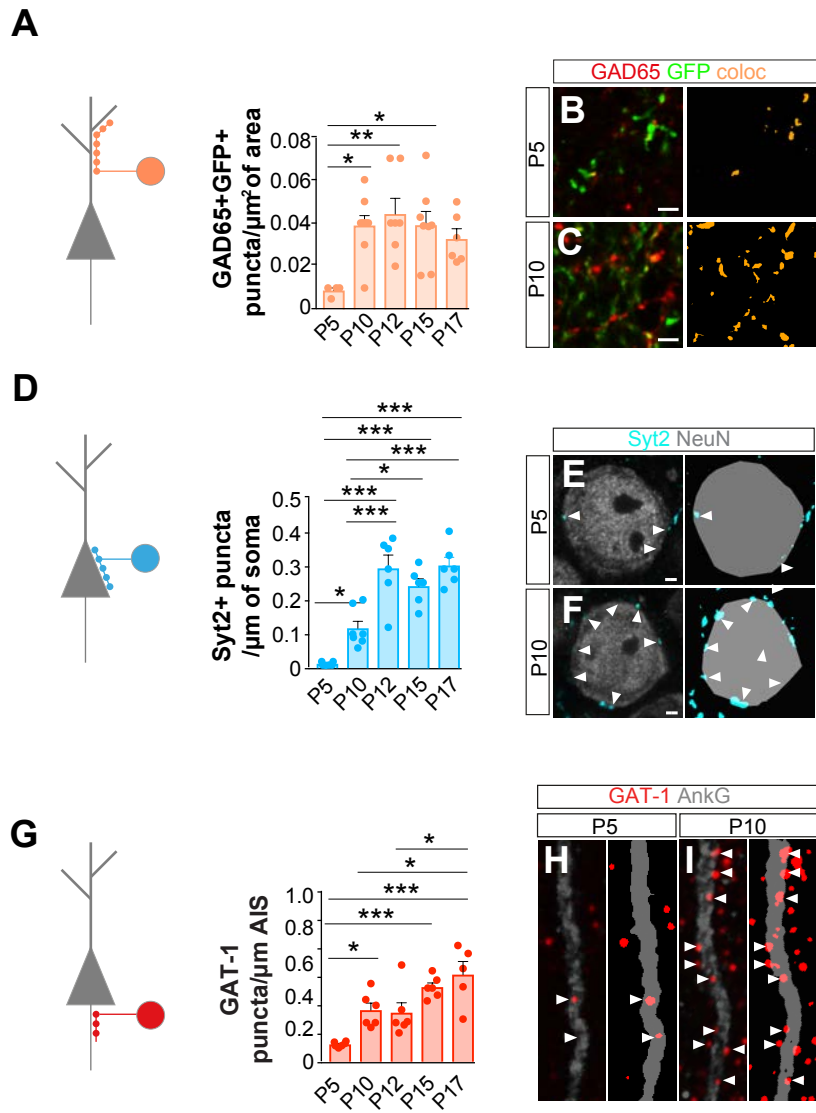 A
GAD65+GFP+
puncta/µm² of area
0.08
0.06
0.04
0.02
0
*
**
*
P5
P10
P12
P15
P17
GAD65 GFP coloc
P5
B
P10
C
D
Syt2+ puncta
/µm of soma
0.5
0.4
0.3
0.2
0.1
0
***
***
***
*
***
***
*
P5
P10
P12
P15
P17
Syt2 NeuN
P5
E
P10
F
G
GAT-1
puncta/µm AIS
1.0
0.8
0.6
0.4
0.2
0
*
*
***
***
*
P5
P10
P12
P15
P17
GAT-1 AnkG
P5
P10
H
I